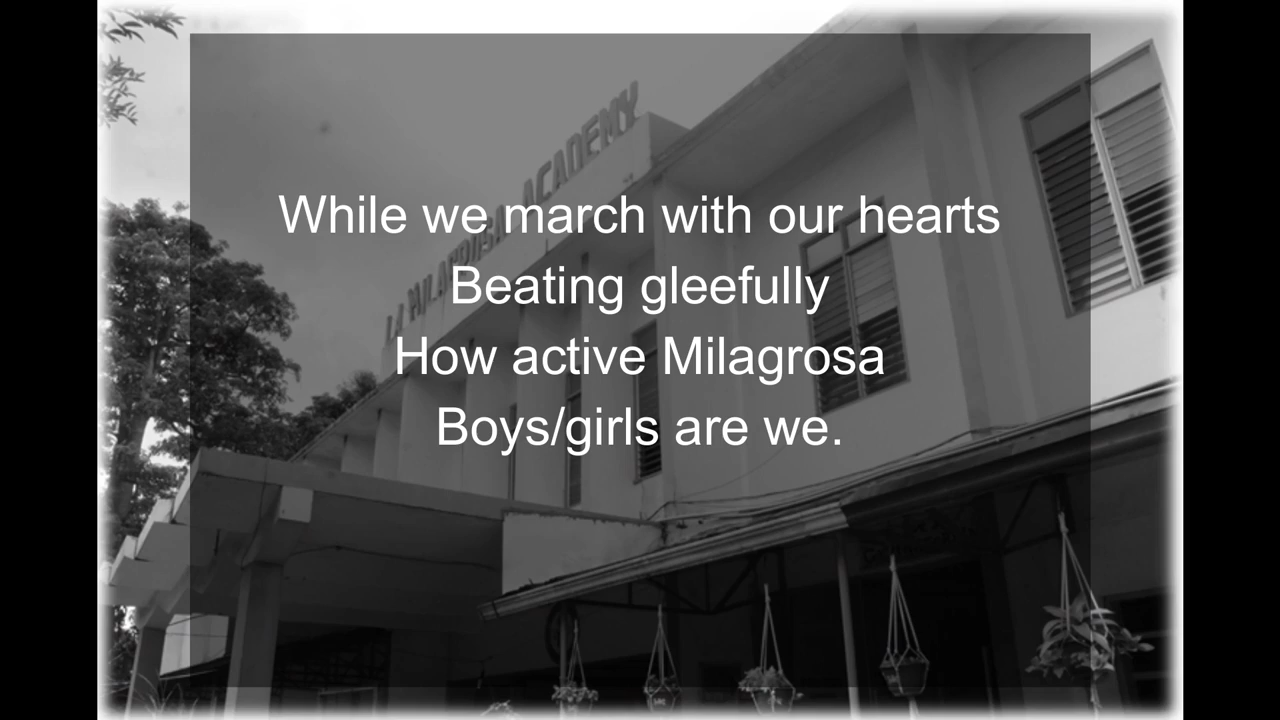 LA MILAGROSA ACADEMY
While we march with our hearts
Beating gleefully
How active Milagrosa
Boys/girls are we.